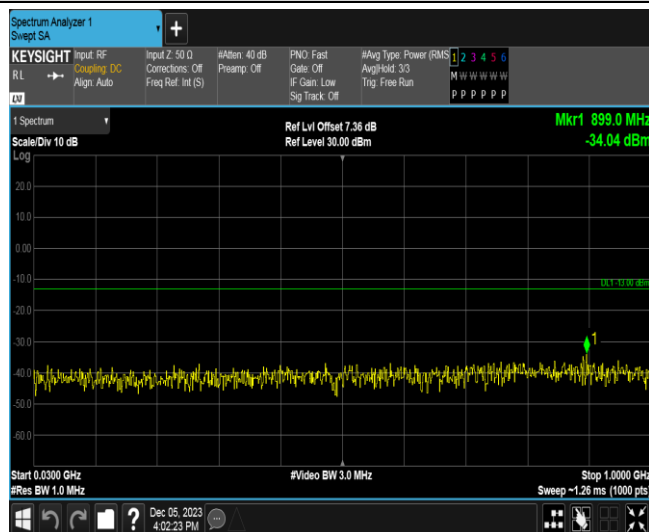 Spectrum Analyzer 1
Swept SA
+
KEYSIGHT
RL
LXI
Input: RF
Coupling: DC
Align: Auto
Input Z: 50 Ω
Corrections: Off
Freq Ref: Int (S)
#Atten: 40 dB
Preamp: Off
PNO: Fast
Gate: Off
IF Gain: Low
Sig Track: Off
#Avg Type: Power (RMS
Avg|Hold: 3/3
Trig: Free Run
1 2 3 4 5 6
M W W W W W
P P P P P P
1 Spectrum
Scale/Div 10 dB
Ref Lvl Offset 7.36 dB
Ref Level 30.00 dBm
Mkr1 899.0 MHz
-34.04 dBm
Log
20.0
10.0
0.00
-10.0
DL1 -13.00 dBm
-20.0
-30.0
1
-40.0
-50.0
-60.0
Start 0.0300 GHz
#Video BW 3.0 MHz
Stop 1.0000 GHz
#Res BW 1.0 MHz
Sweep ~1.26 ms (1000 pts)
?
Dec 05, 2023
4:02:23 PM